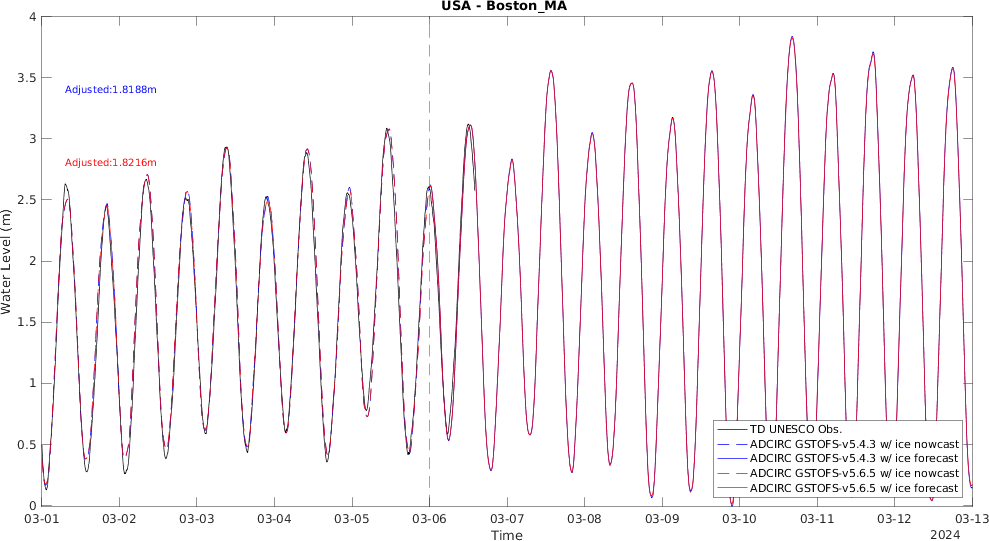 USA - Boston_MA
4
3.5
3
2.5
2
1.5
1
0.5
0
Water Level (m)
Adjusted:1.8188m
Adjusted:1.8216m
TD UNESCO Obs.
ADCIRC GSTOFS-v5.4.3 w/ ice nowcast
ADCIRC GSTOFS-v5.4.3 w/ ice forecast
ADCIRC GSTOFS-v5.6.5 w/ ice nowcast
ADCIRC GSTOFS-v5.6.5 w/ ice forecast
03-01 03-02 03-03 03-04 03-05 03-06 03-07 03-08 03-09 03-10 03-11 03-12 03-13
Time
2024